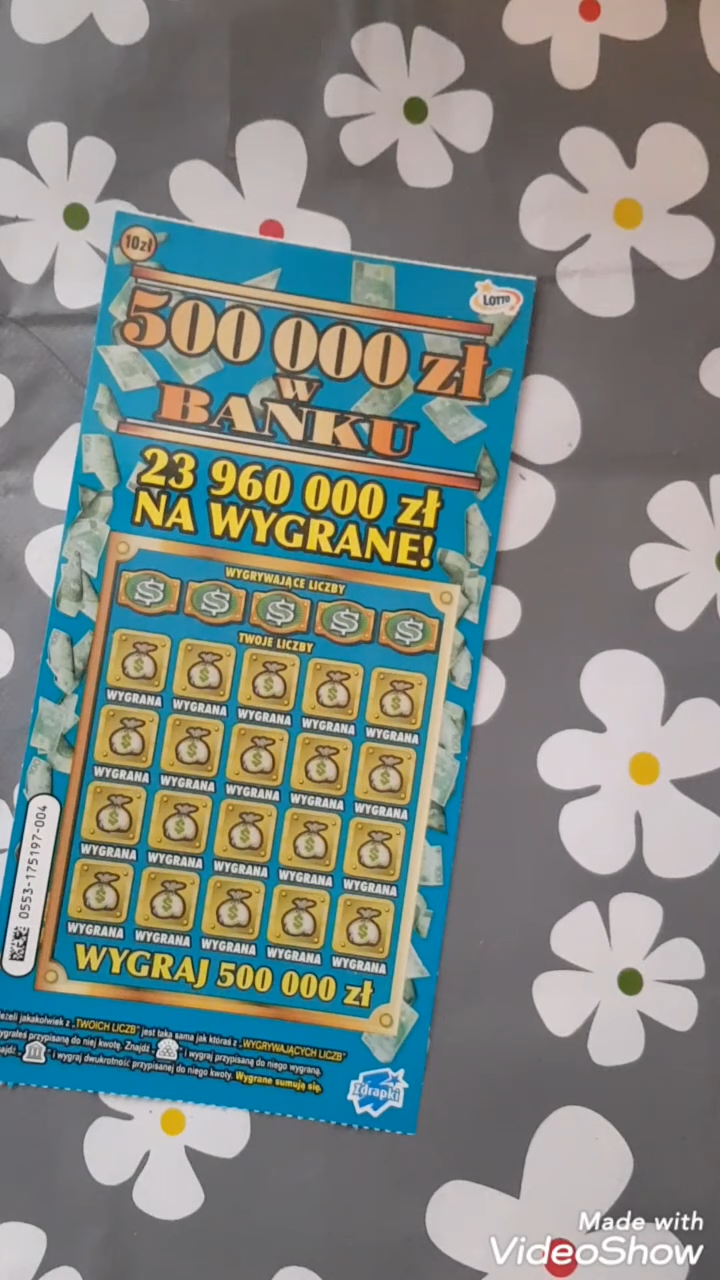 10zł
LOTTO
500 000 zł
W
BANKU
23 960 000 zł
NA WYGRANE!
WYGRYWAJĄCE LICZBY
$ $ $ $ $
TWOJE LICZBY
WYGRANA WYGRANA WYGRANA WYGRANA WYGRANA
WYGRANA WYGRANA WYGRANA WYGRANA WYGRANA
WYGRANA WYGRANA WYGRANA WYGRANA WYGRANA
WYGRANA WYGRANA WYGRANA WYGRANA WYGRANA
0553-175197-004
WYGRAJ 500 000 zł
jakakolwiek z „TWOICH LICZB" jest taka sama jak któraś z „WYGRYWAJĄCYCH LICZB"
przypisaną do niej kwotę. Znajdź „ " i wygraj przypisaną do niego wygraną.
" i wygraj dwukrotność przypisanej do niego kwoty. Wygrane sumują się.
Zdrapki
Made with
VideoShow